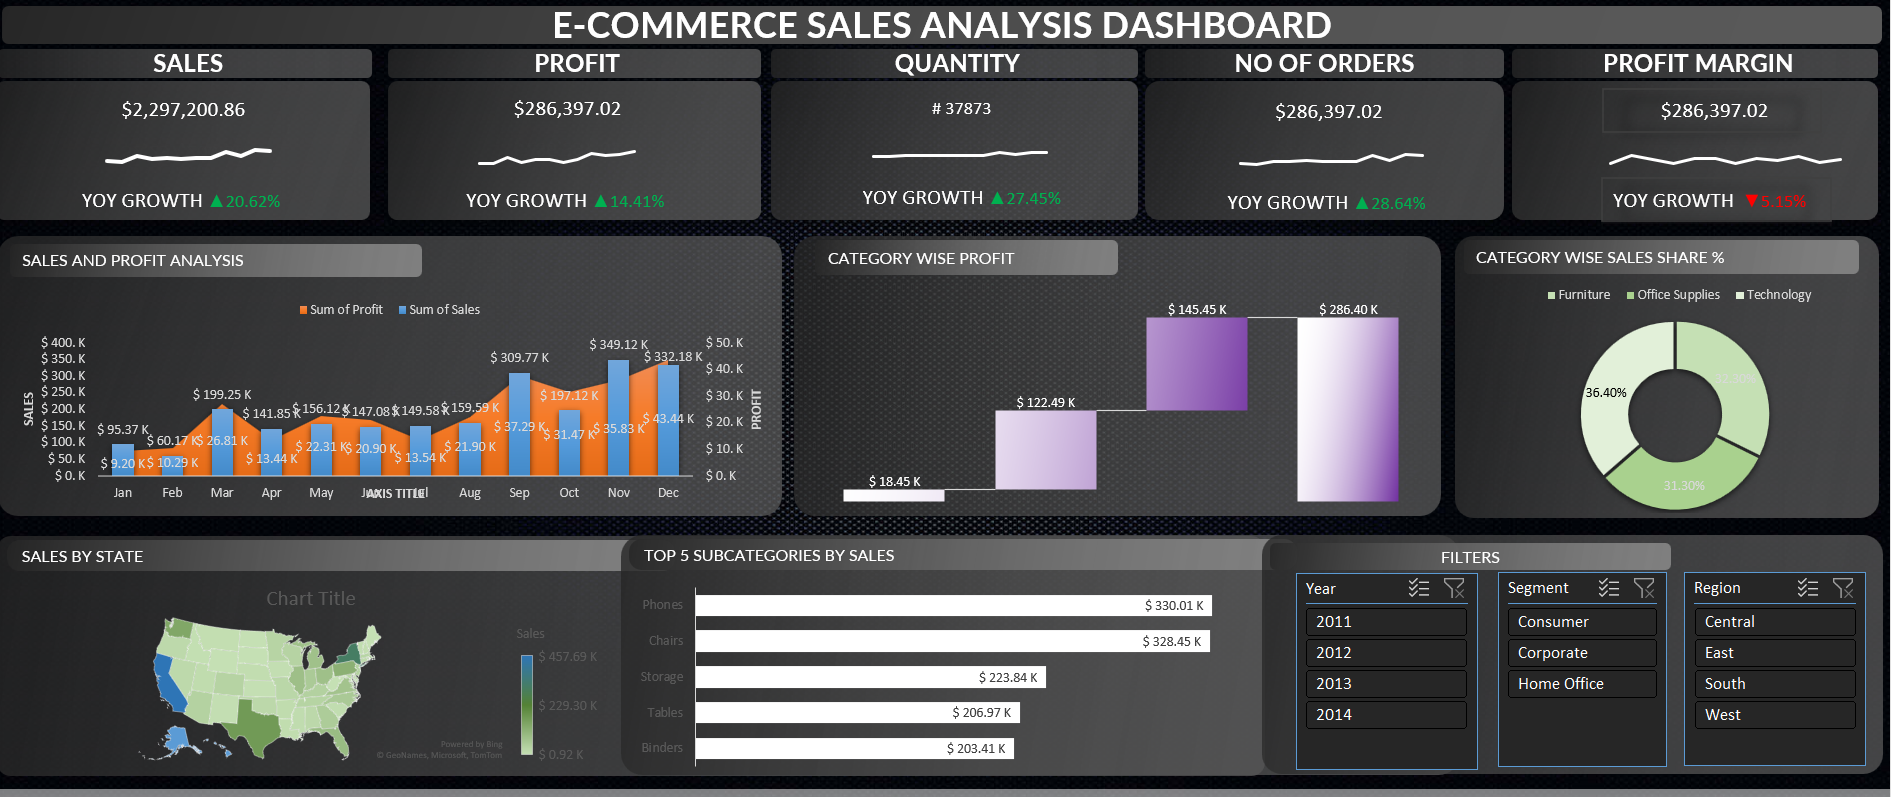 E-COMMERCE SALES ANALYSIS DASHBOARD
SALES
$2,297,200.86
YOY GROWTH ▲20.62%
PROFIT
$286,397.02
YOY GROWTH ▲14.41%
QUANTITY
# 37873
YOY GROWTH ▲27.45%
NO OF ORDERS
$286,397.02
YOY GROWTH ▲28.64%
PROFIT MARGIN
$286,397.02
YOY GROWTH ▼5.15%
SALES AND PROFIT ANALYSIS
Sum of Profit Sum of Sales
SALES
$ 400. K
$ 350. K
$ 300. K
$ 250. K
$ 200. K
$ 150. K
$ 100. K
$ 50. K
$ 0. K
$ 95.37 K
$ 60.17 K
$ 199.25 K
$ 141.85 K
$ 156.12 K
$ 147.08 K
$ 149.58 K
$ 159.59 K
$ 309.77 K
$ 197.12 K
$ 349.12 K
$ 332.18 K
$ 9.20 K
$ 10.29 K
$ 26.81 K
$ 13.44 K
$ 22.31 K
$ 20.90 K
$ 13.54 K
$ 21.90 K
$ 37.29 K
$ 31.47 K
$ 35.83 K
$ 43.44 K
$ 50. K
$ 40. K
$ 30. K
$ 20. K
$ 10. K
$ 0. K
PROFIT
Jan Feb Mar Apr May Jun Jul Aug Sep Oct Nov Dec
AXIS TITLE
CATEGORY WISE PROFIT
$ 18.45 K
$ 122.49 K
$ 145.45 K
$ 286.40 K
CATEGORY WISE SALES SHARE %
Furniture Office Supplies Technology
36.40%
31.30%
SALES BY STATE
Chart Title
Sales
$ 457.69 K
$ 229.30 K
$ 0.92 K
Powered by Bing
© GeoNames, Microsoft, TomTom
TOP 5 SUBCATEGORIES BY SALES
Phones $ 330.01 K
Chairs $ 328.45 K
Storage $ 223.84 K
Tables $ 206.97 K
Binders $ 203.41 K
FILTERS
Year
2011
2012
2013
2014
Segment
Consumer
Corporate
Home Office
Region
Central
East
South
West